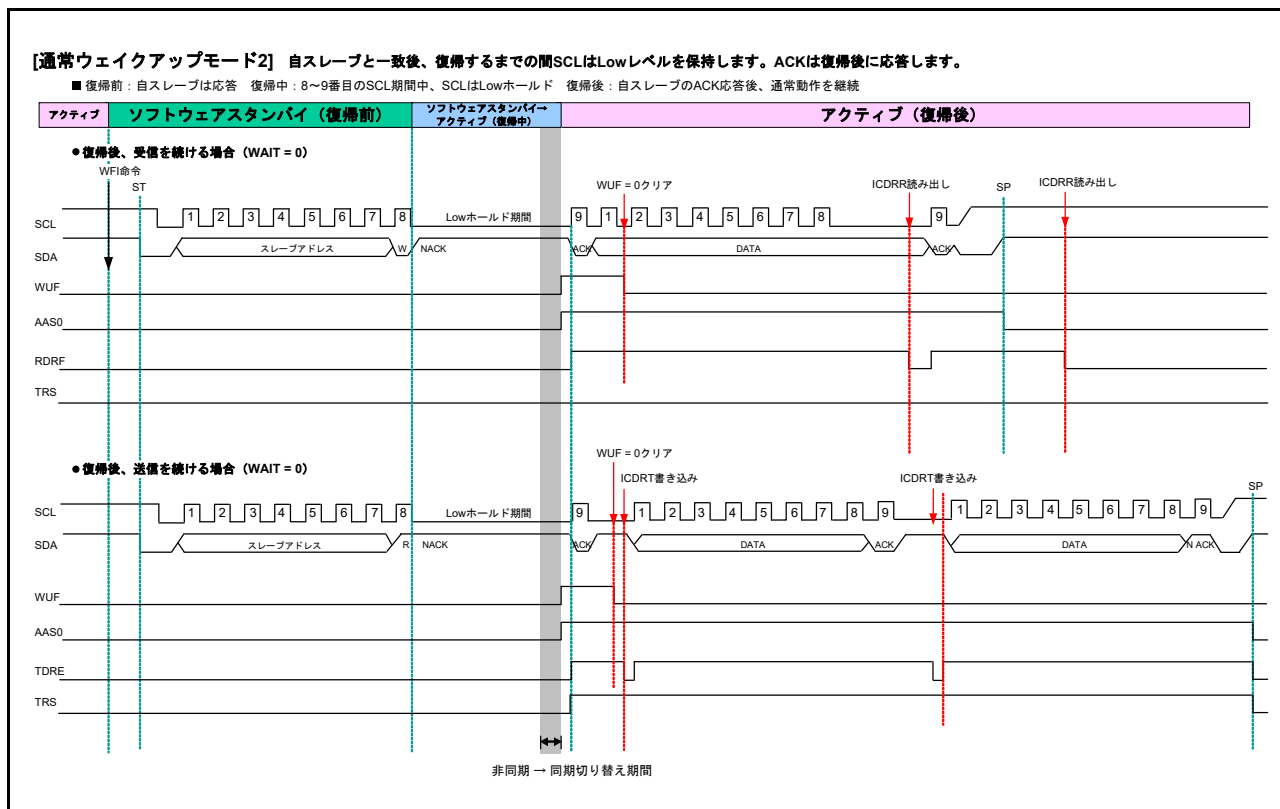 [通常ウェイクアップモード2] 自スレーブと一致後、復帰するまでの間SCLはLowレベルを保持します。ACKは復帰後に応答します。
■ 復帰前：自スレーブは応答 復帰中：8～9番目のSCL期間中、SCLはLowホールド 復帰後：自スレーブのACK応答後、通常動作を継続
アクティブ ソフトウェアスタンバイ（復帰前） ソフトウェアスタンバイ→ アクティブ（復帰後）
アクティブ（復帰中）
●復帰後、受信を続ける場合（WAIT = 0）
WFI命令
ST WUF = 0クリア ICDRR読み出し SP ICDRR読み出し
SCL 1 2 3 4 5 6 7 8 Lowホールド期間 9 1 2 3 4 5 6 7 8 9
SDA スレーブアドレス W NACK ACK DATA ACK
WUF
AAS0
RDRF
TRS
●復帰後、送信を続ける場合（WAIT = 0）
WUF = 0クリア
ICDRT書き込み ICDRT書き込み SP
SCL 1 2 3 4 5 6 7 8 Lowホールド期間 9 1 2 3 4 5 6 7 8 9 1 2 3 4 5 6 7 8 9
SDA スレーブアドレス R NACK ACK DATA ACK DATA N ACK
WUF
AAS0
TDRE
TRS
非同期 → 同期切り替え期間